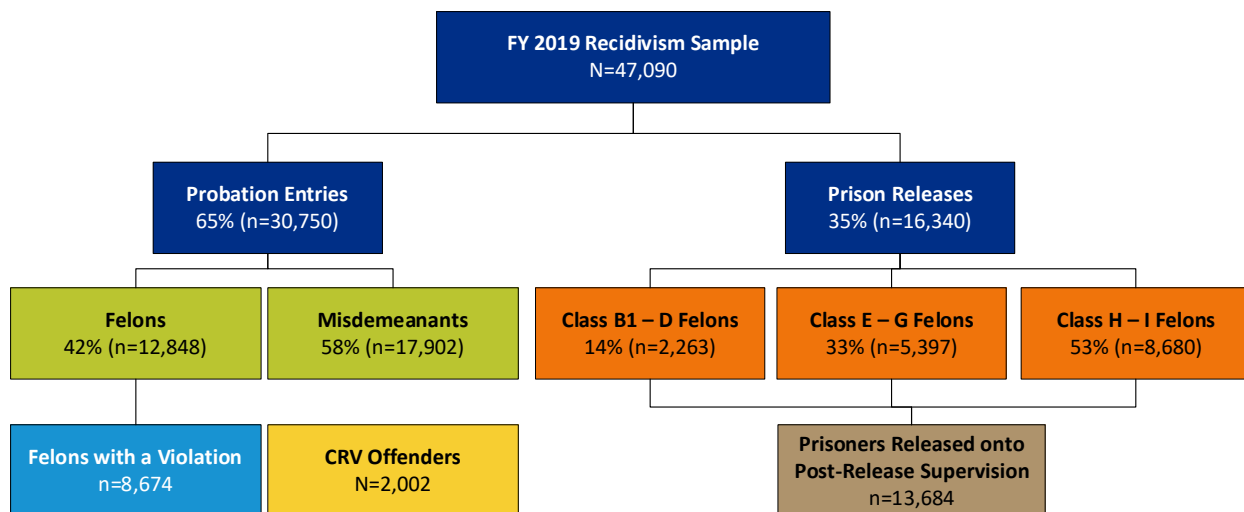 FY 2019 Recidivism Sample
N=47,090
Probation Entries
65% (n=30,750)
Prison Releases
35% (n=16,340)
Felons
42% (n=12,848)
Misdemeanants
58% (n=17,902)
Class B1 – D Felons
14% (n=2,263)
Class E – G Felons
33% (n=5,397)
Class H – I Felons
53% (n=8,680)
Felons with a Violation
n=8,674
CRV Offenders
N=2,002
Prisoners Released onto
Post-Release Supervision
n=13,684